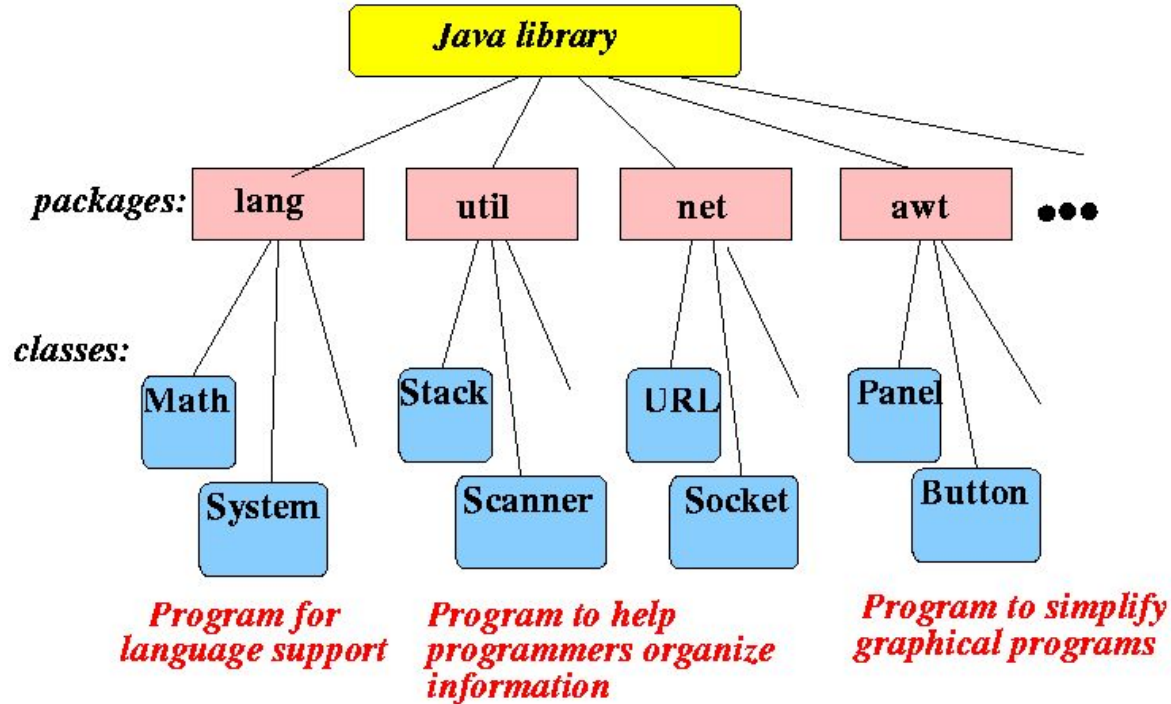 Java library
packages:
lang
util
net
awt
classes:
Math
Stack
URL
Panel
System
Scanner
Socket
Button
Program for
language support
Program to help
programmers organize
information
Program to simplify
graphical programs